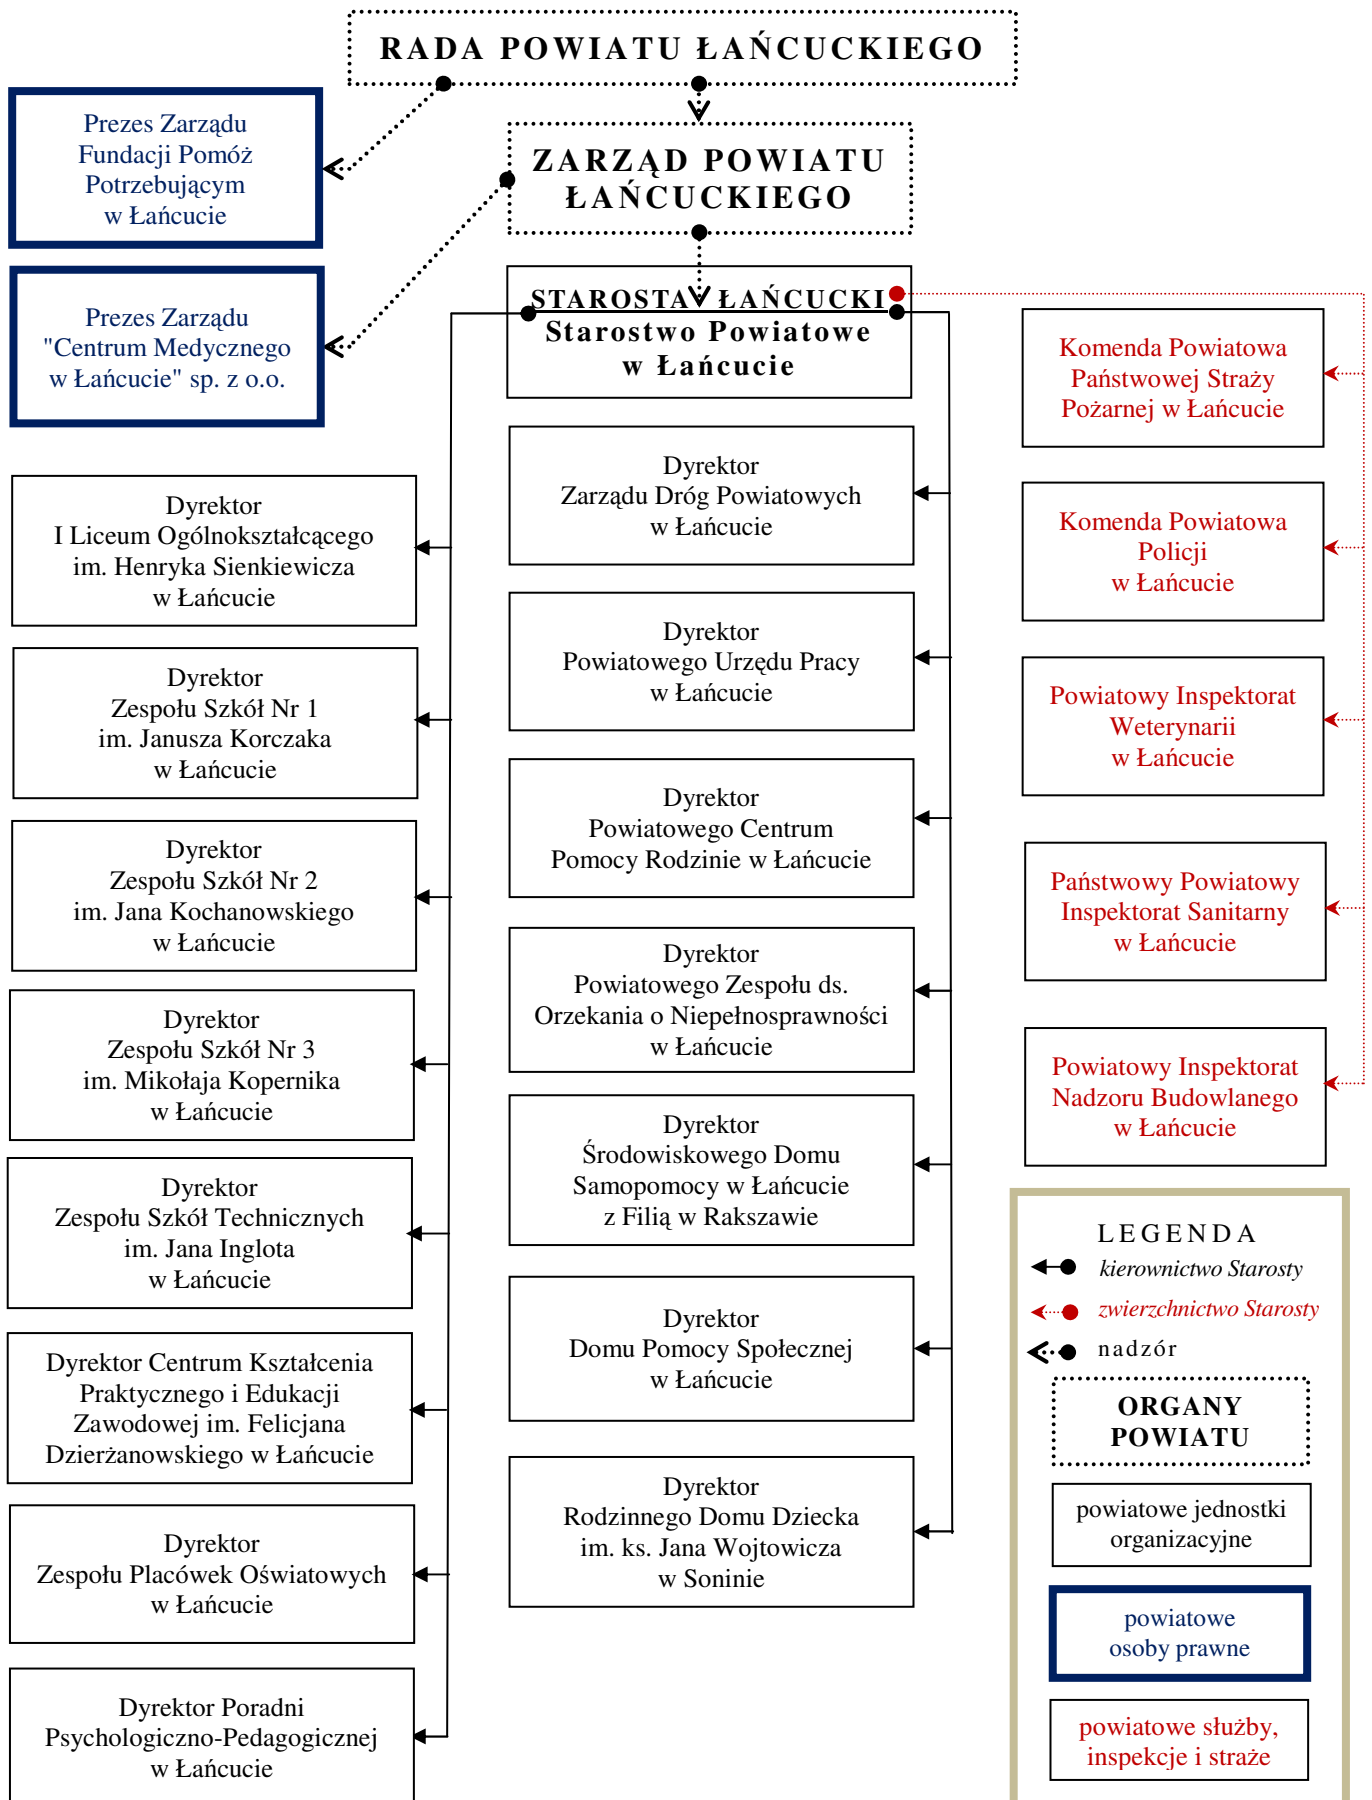 RADA POWIATU ŁAŃCUCKIEGO
Prezes Zarządu
Fundacji Pomóż
Potrzebującym
w Łańcucie
ZARZĄD POWIATU
ŁAŃCUCKIEGO
Prezes Zarządu
"Centrum Medycznego
w Łańcucie" sp. z o.o.
STAROSTA ŁAŃCUCKI
Starostwo Powiatowe
w Łańcucie
Dyrektor
I Liceum Ogólnokształcącego
im. Henryka Sienkiewicza
w Łańcucie
Dyrektor
Zespołu Szkół Nr 1
im. Janusza Korczaka
w Łańcucie
Dyrektor
Zespołu Szkół Nr 2
im. Jana Kochanowskiego
w Łańcucie
Dyrektor
Zespołu Szkół Nr 3
im. Mikołaja Kopernika
w Łańcucie
Dyrektor
Zespołu Szkół Technicznych
im. Jana Inglota
w Łańcucie
Dyrektor Centrum Kształcenia
Praktycznego i Edukacji
Zawodowej im. Felicjana
Dzierżanowskiego w Łańcucie
Dyrektor
Zespołu Placówek Oświatowych
w Łańcucie
Dyrektor Poradni
Psychologiczno-Pedagogicznej
w Łańcucie
Dyrektor
Zarządu Dróg Powiatowych
w Łańcucie
Dyrektor
Powiatowego Urzędu Pracy
w Łańcucie
Dyrektor
Powiatowego Centrum
Pomocy Rodzinie w Łańcucie
Dyrektor
Powiatowego Zespołu ds.
Orzekania o Niepełnosprawności
w Łańcucie
Dyrektor
Środowiskowego Domu
Samopomocy w Łańcucie
z Filią w Rakszawie
Dyrektor
Domu Pomocy Społecznej
w Łańcucie
Dyrektor
Rodzinnego Domu Dziecka
im. ks. Jana Wojtowicza
w Soninie
Komenda Powiatowa
Państwowej Straży
Pożarnej w Łańcucie
Komenda Powiatowa
Policji
w Łańcucie
Powiatowy Inspektorat
Weterynarii
w Łańcucie
Państwowy Powiatowy
Inspektorat Sanitarny
w Łańcucie
Powiatowy Inspektorat
Nadzoru Budowlanego
w Łańcucie
LEGENDA
kierownictwo Starosty
zwierzchnictwo Starosty
nadzór
ORGANY
POWIATU
powiatowe jednostki
organizacyjne
powiatowe
osoby prawne
powiatowe służby,
inspekcje i straże